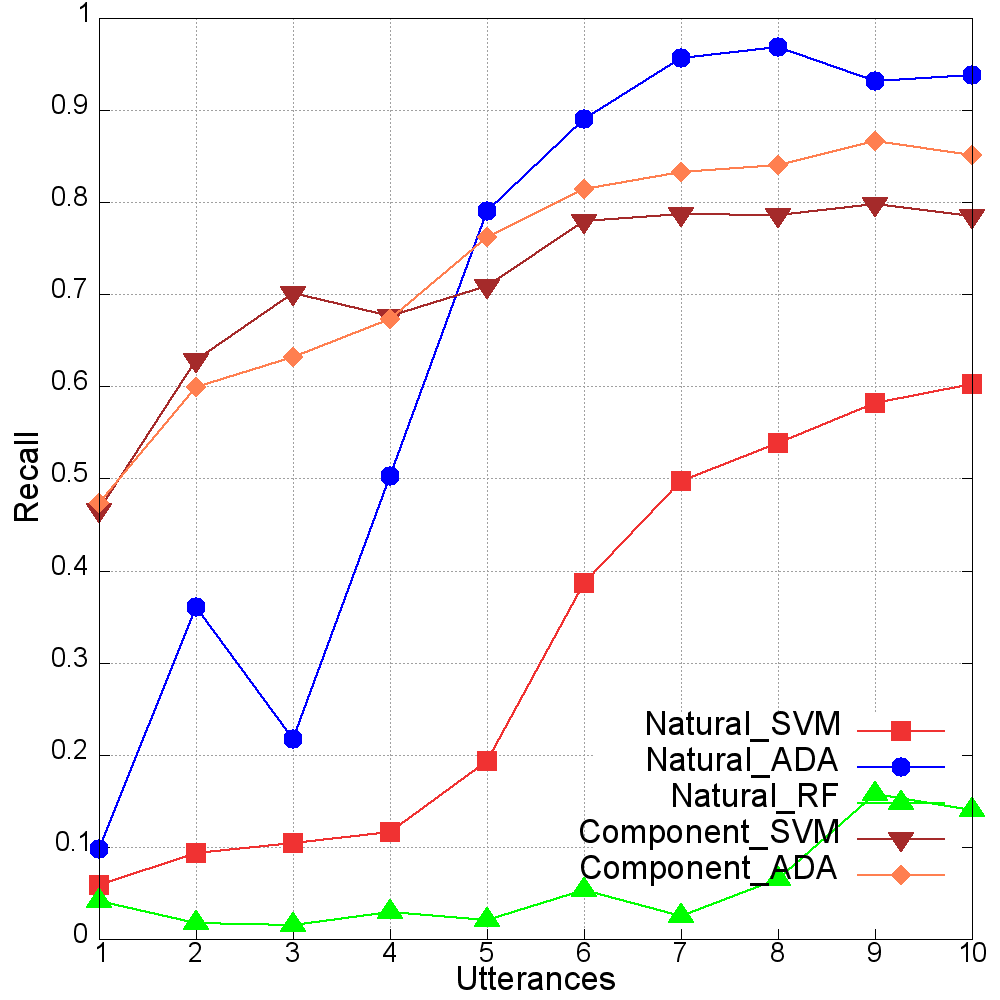 1
0.9
0.8
0.7
0.6
0.5
0.4
0.3
0.2
0.1
0
Recall
Natural_SVM
Natural_ADA
Natural_RF
Component_SVM
Component_ADA
1 2 3 4 5 6 7 8 9 10
Utterances